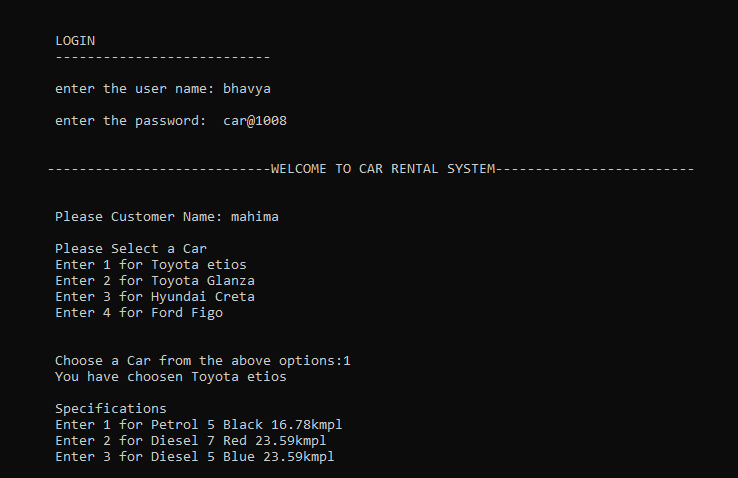 LOGIN
---------------------------
enter the user name: bhavya
enter the password:  car@1008
----------------------------WELCOME TO CAR RENTAL SYSTEM-------------------------
Please Customer Name: mahima
Please Select a Car
Enter 1 for Toyota etios
Enter 2 for Toyota Glanza
Enter 3 for Hyundai Creta
Enter 4 for Ford Figo
Choose a Car from the above options:1
You have choosen Toyota etios
Specifications
Enter 1 for Petrol 5 Black 16.78kmpl
Enter 2 for Diesel 7 Red 23.59kmpl
Enter 3 for Diesel 5 Blue 23.59kmpl